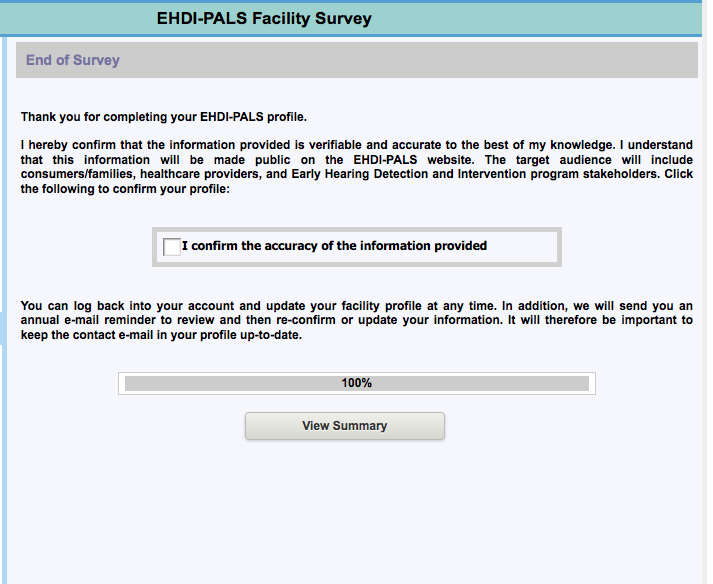 EHDI-PALS Facility Survey
End of Survey
Thank you for completing your EHDI-PALS profile.
I hereby confirm that the information provided is verifiable and accurate to the best of my knowledge. I understand
that this information will be made public on the EHDI-PALS website. The target audience will include
consumers/families, healthcare providers, and Early Hearing Detection and Intervention program stakeholders. Click
the following to confirm your profile:
I confirm the accuracy of the information provided
You can log back into your account and update your facility profile at any time. In addition, we will send you an
annual e-mail reminder to review and then re-confirm or update your information. It will therefore be important to
keep the contact e-mail in your profile up-to-date.
100%
View Summary